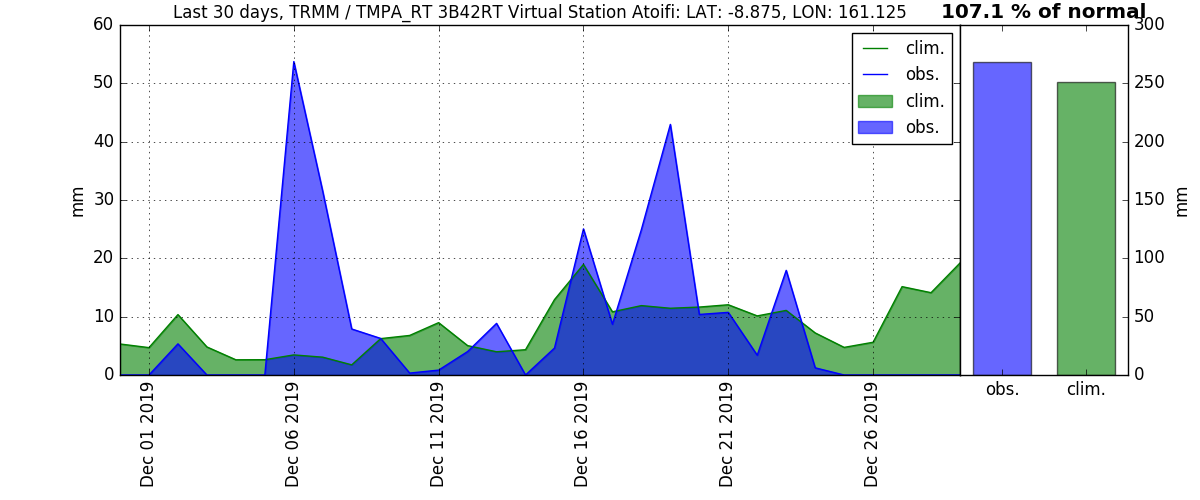 Last 30 days, TRMM / TMPA_RT 3B42RT Virtual Station Atoifi: LAT: -8.875, LON: 161.125
107.1 % of normal
60
50
40
30
20
10
0
mm
clim.
obs.
clim.
obs.
300
250
200
150
100
50
0
mm
Dec 01 2019
Dec 06 2019
Dec 11 2019
Dec 16 2019
Dec 21 2019
Dec 26 2019
obs.
clim.